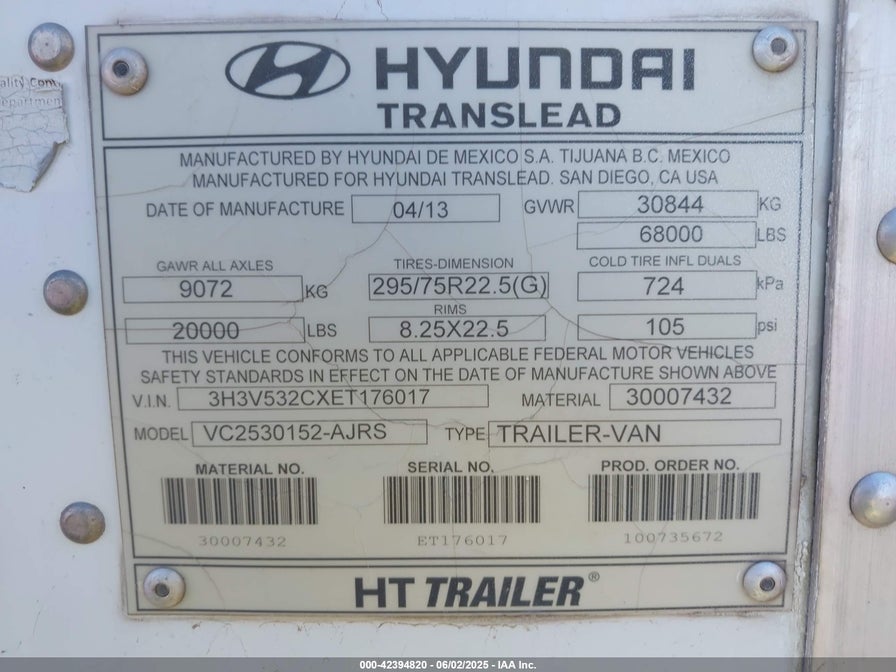 HYUNDAI
TRANSLEAD
ality Com
epartmen
MANUFACTURED BY HYUNDAI DE MEXICO S.A. TIJUANA B.C. MEXICO
MANUFACTURED FOR HYUNDAI TRANSLEAD. SAN DIEGO, CA USA
DATE OF MANUFACTURE 04/13 GVWR 30844 KG
68000 LBS
GAWR ALL AXLES TIRES-DIMENSION COLD TIRE INFL DUALS
9072 KG 295/75R22.5(G) 724 kPa
RIMS
20000 LBS 8.25X22.5 105 psi
THIS VEHICLE CONFORMS TO ALL APPLICABLE FEDERAL MOTOR VEHICLES
SAFETY STANDARDS IN EFFECT ON THE DATE OF MANUFACTURE SHOWN ABOVE
V.I.N. 3H3V532CXET176017 MATERIAL 30007432
MODEL VC2530152-AJRS TYPE TRAILER-VAN
MATERIAL NO. SERIAL NO. PROD. ORDER NO.
30007432 ET176017 100735672
HT TRAILER®
000-42394820 - 06/02/2025 - IAA Inc.